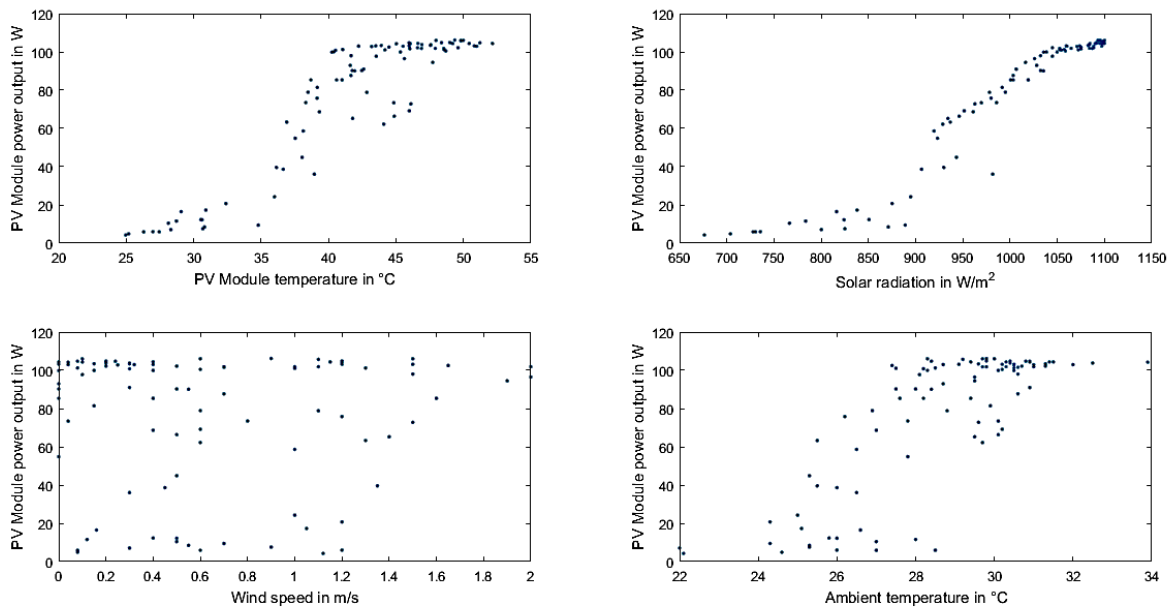 PV Module power output in W
120
100
80
60
40
20
0
20 25 30 35 40 45 50 55
PV Module temperature in °C
PV Module power output in W
120
100
80
60
40
20
0
650 700 750 800 850 900 950 1000 1050 1100 1150
Solar radiation in W/m²
PV Module power output in W
120
100
80
60
40
20
0
0 0.2 0.4 0.6 0.8 1 1.2 1.4 1.6 1.8 2
Wind speed in m/s
PV Module power output in W
120
100
80
60
40
20
0
22 24 26 28 30 32 34
Ambient temperature in °C